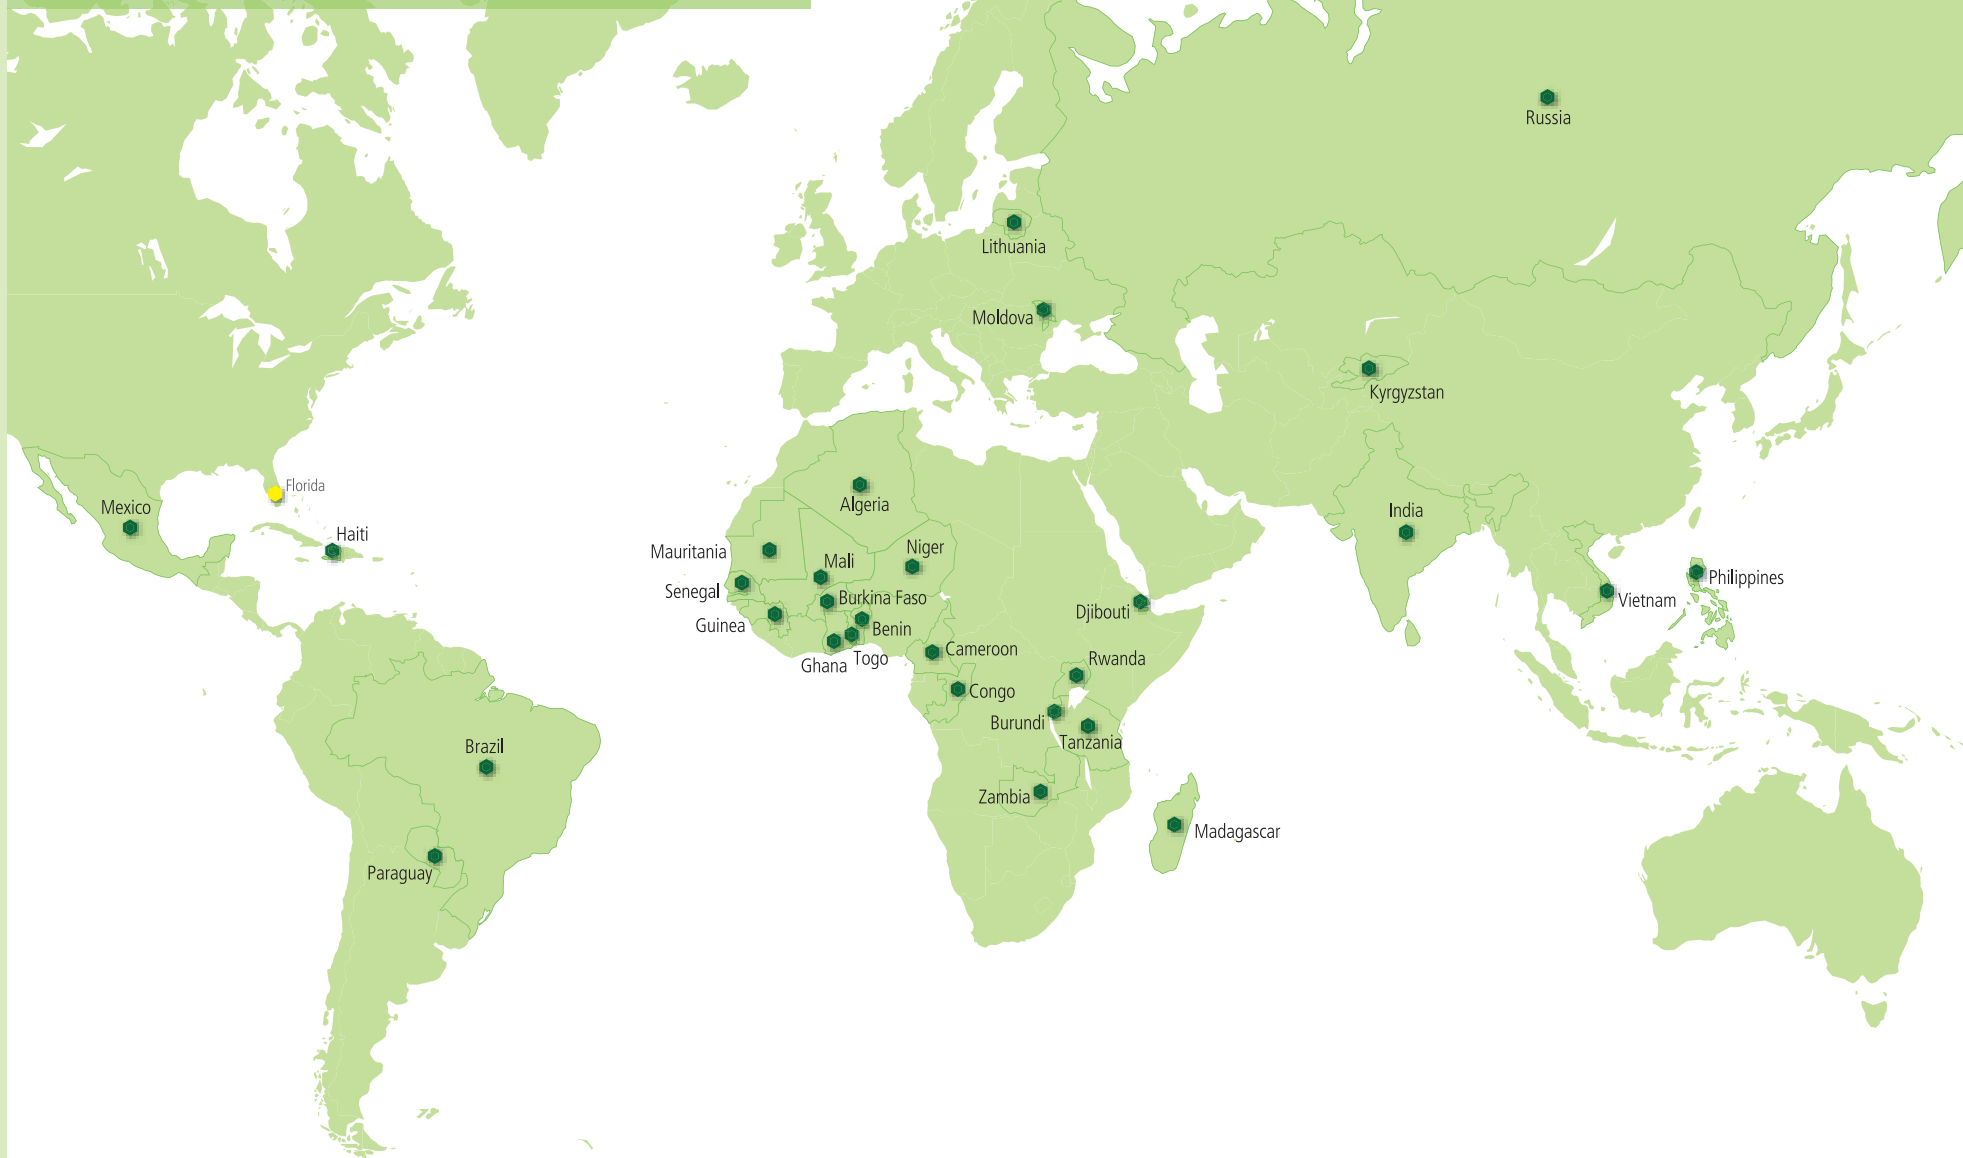 Russia
Lithuania
Moldova
Kyrgyzstan
Florida
Mexico
Haiti
Algeria
India
Mauritania
Niger
Mali
Senegal
Burkina Faso
Philippines
Vietnam
Djibouti
Guinea
Benin
Cameroon
Ghana
Togo
Rwanda
Congo
Burundi
Tanzania
Brazil
Zambia
Madagascar
Paraguay